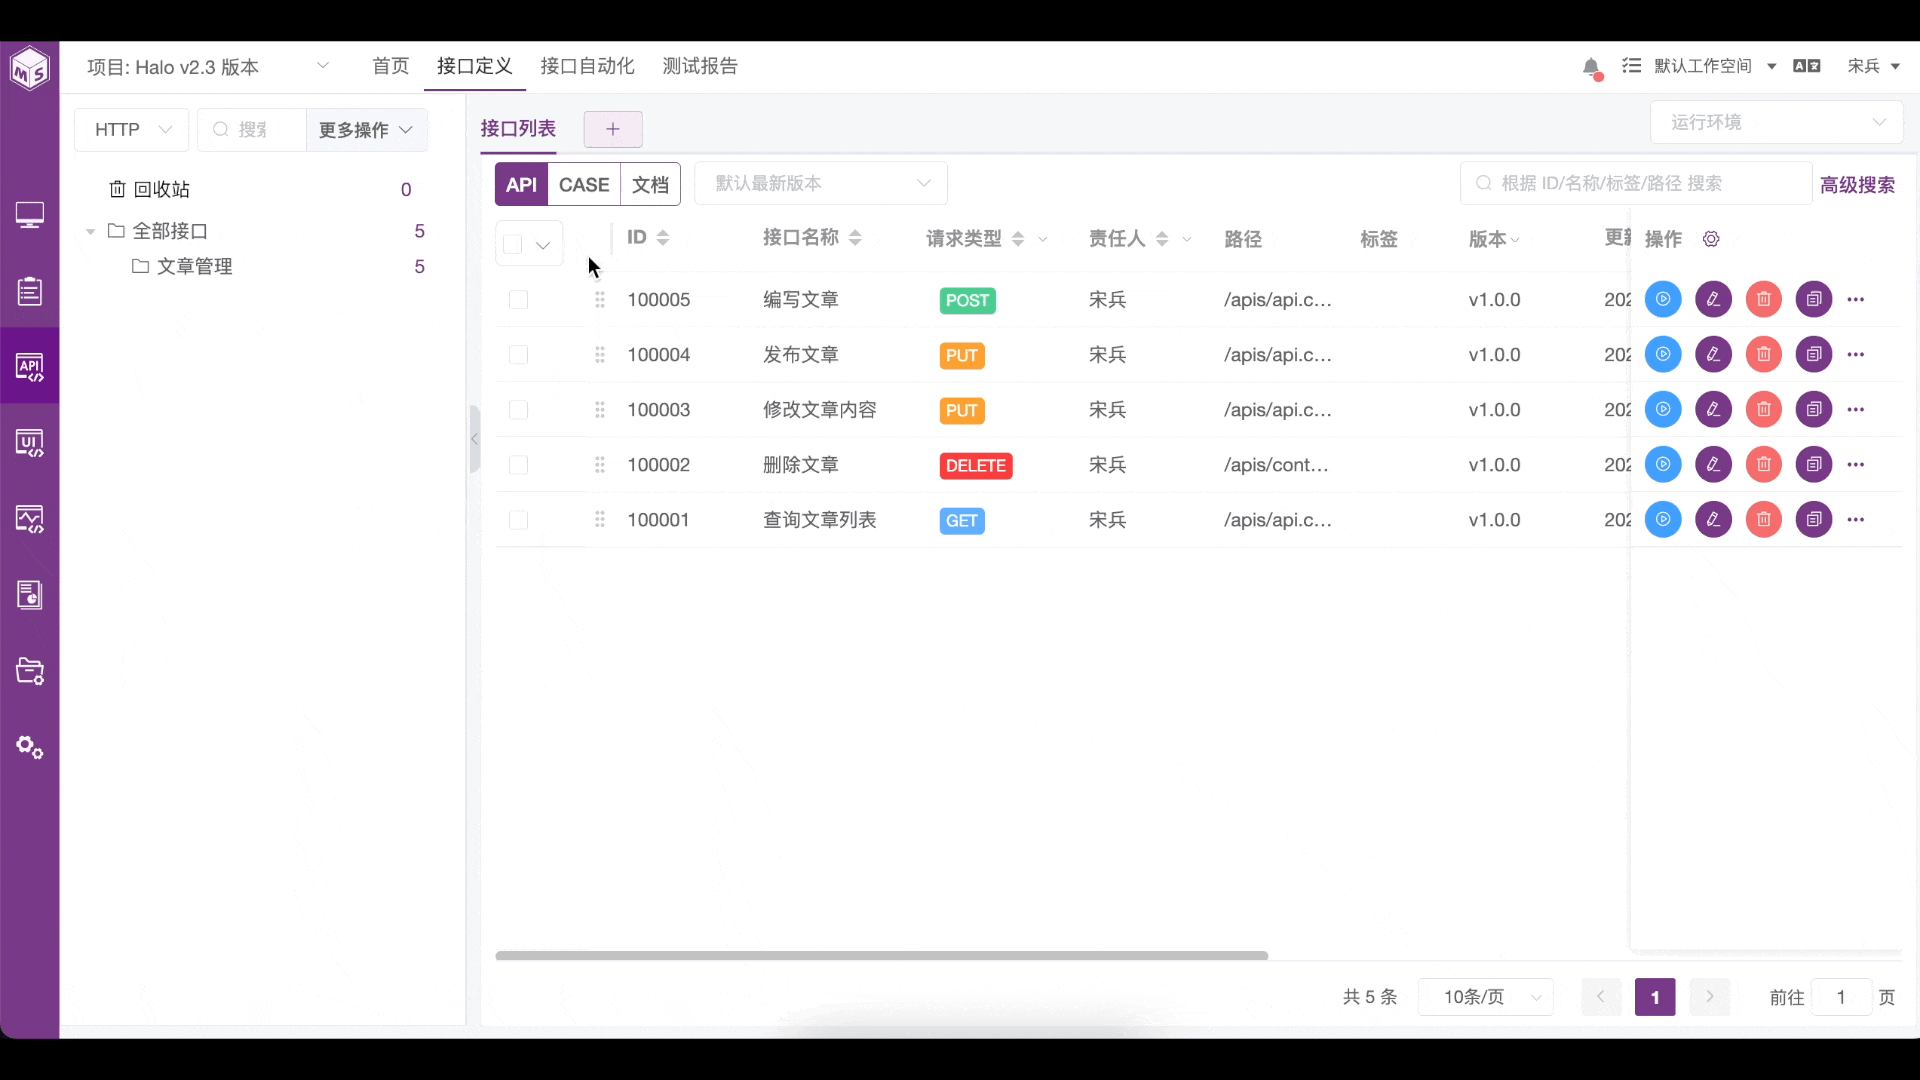 项目: Halo v2.3 版本 首页 接口定义 接口自动化 测试报告 默认工作空间 宋兵
HTTP 搜索 更多操作
接口列表 + 运行环境
API CASE 文档 默认最新版本 根据 ID/名称/标签/路径 搜索 高级搜索
回收站 0
全部接口 5
文章管理 5
ID 接口名称 请求类型 责任人 路径 标签 版本 更新 操作
100005 编写文章 POST 宋兵 /apis/api.c... v1.0.0 202
100004 发布文章 PUT 宋兵 /apis/api.c... v1.0.0 202
100003 修改文章内容 PUT 宋兵 /apis/api.c... v1.0.0 202
100002 删除文章 DELETE 宋兵 /apis/cont... v1.0.0 202
100001 查询文章列表 GET 宋兵 /apis/api.c... v1.0.0 202
共 5 条 10条/页 1 前往 1 页
MS
API
UI